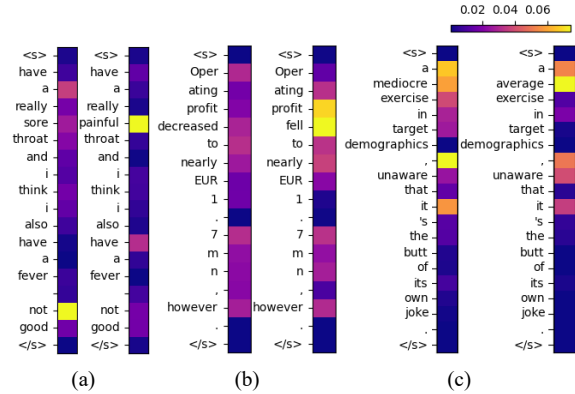 0.02 0.04 0.06
<s>
have
a
really
sore
throat
and
i
think
i
also
have
a
fever
not
good
</s>
<s>
have
a
really
painful
throat
and
i
think
i
also
have
a
fever
not
good
</s>
(a)
<s>
Oper
ating
profit
decreased
to
nearly
EUR
1
.
7
m
n
,
however
.
</s>
<s>
Oper
ating
profit
fell
to
nearly
EUR
1
.
7
m
n
,
however
.
</s>
(b)
<s>
a
mediocre
exercise
in
target
demographics
,
unaware
that
it
's
the
butt
of
its
own
joke
.
</s>
<s>
a
average
exercise
in
target
demographics
,
unaware
that
it
's
the
butt
of
its
own
joke
.
</s>
(c)